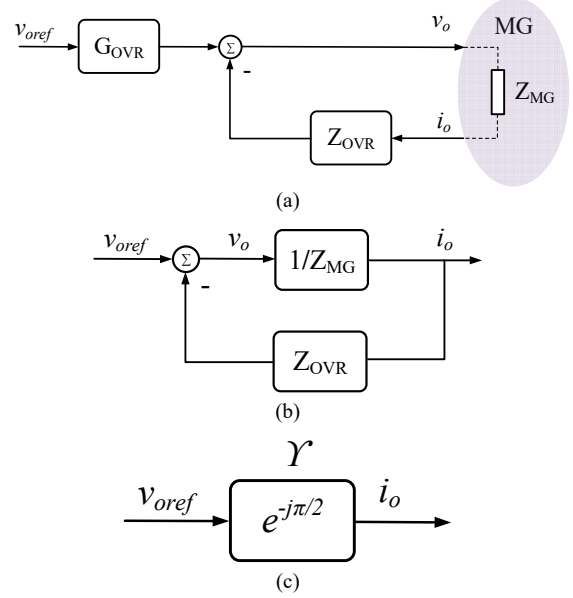 v_oref
G_OVR
Σ
-
v_o
MG
Z_MG
i_o
Z_OVR
(a)
v_oref
Σ
-
v_o
1/Z_MG
i_o
Z_OVR
(b)
ϒ
v_oref
e^-jπ/2
i_o
(c)